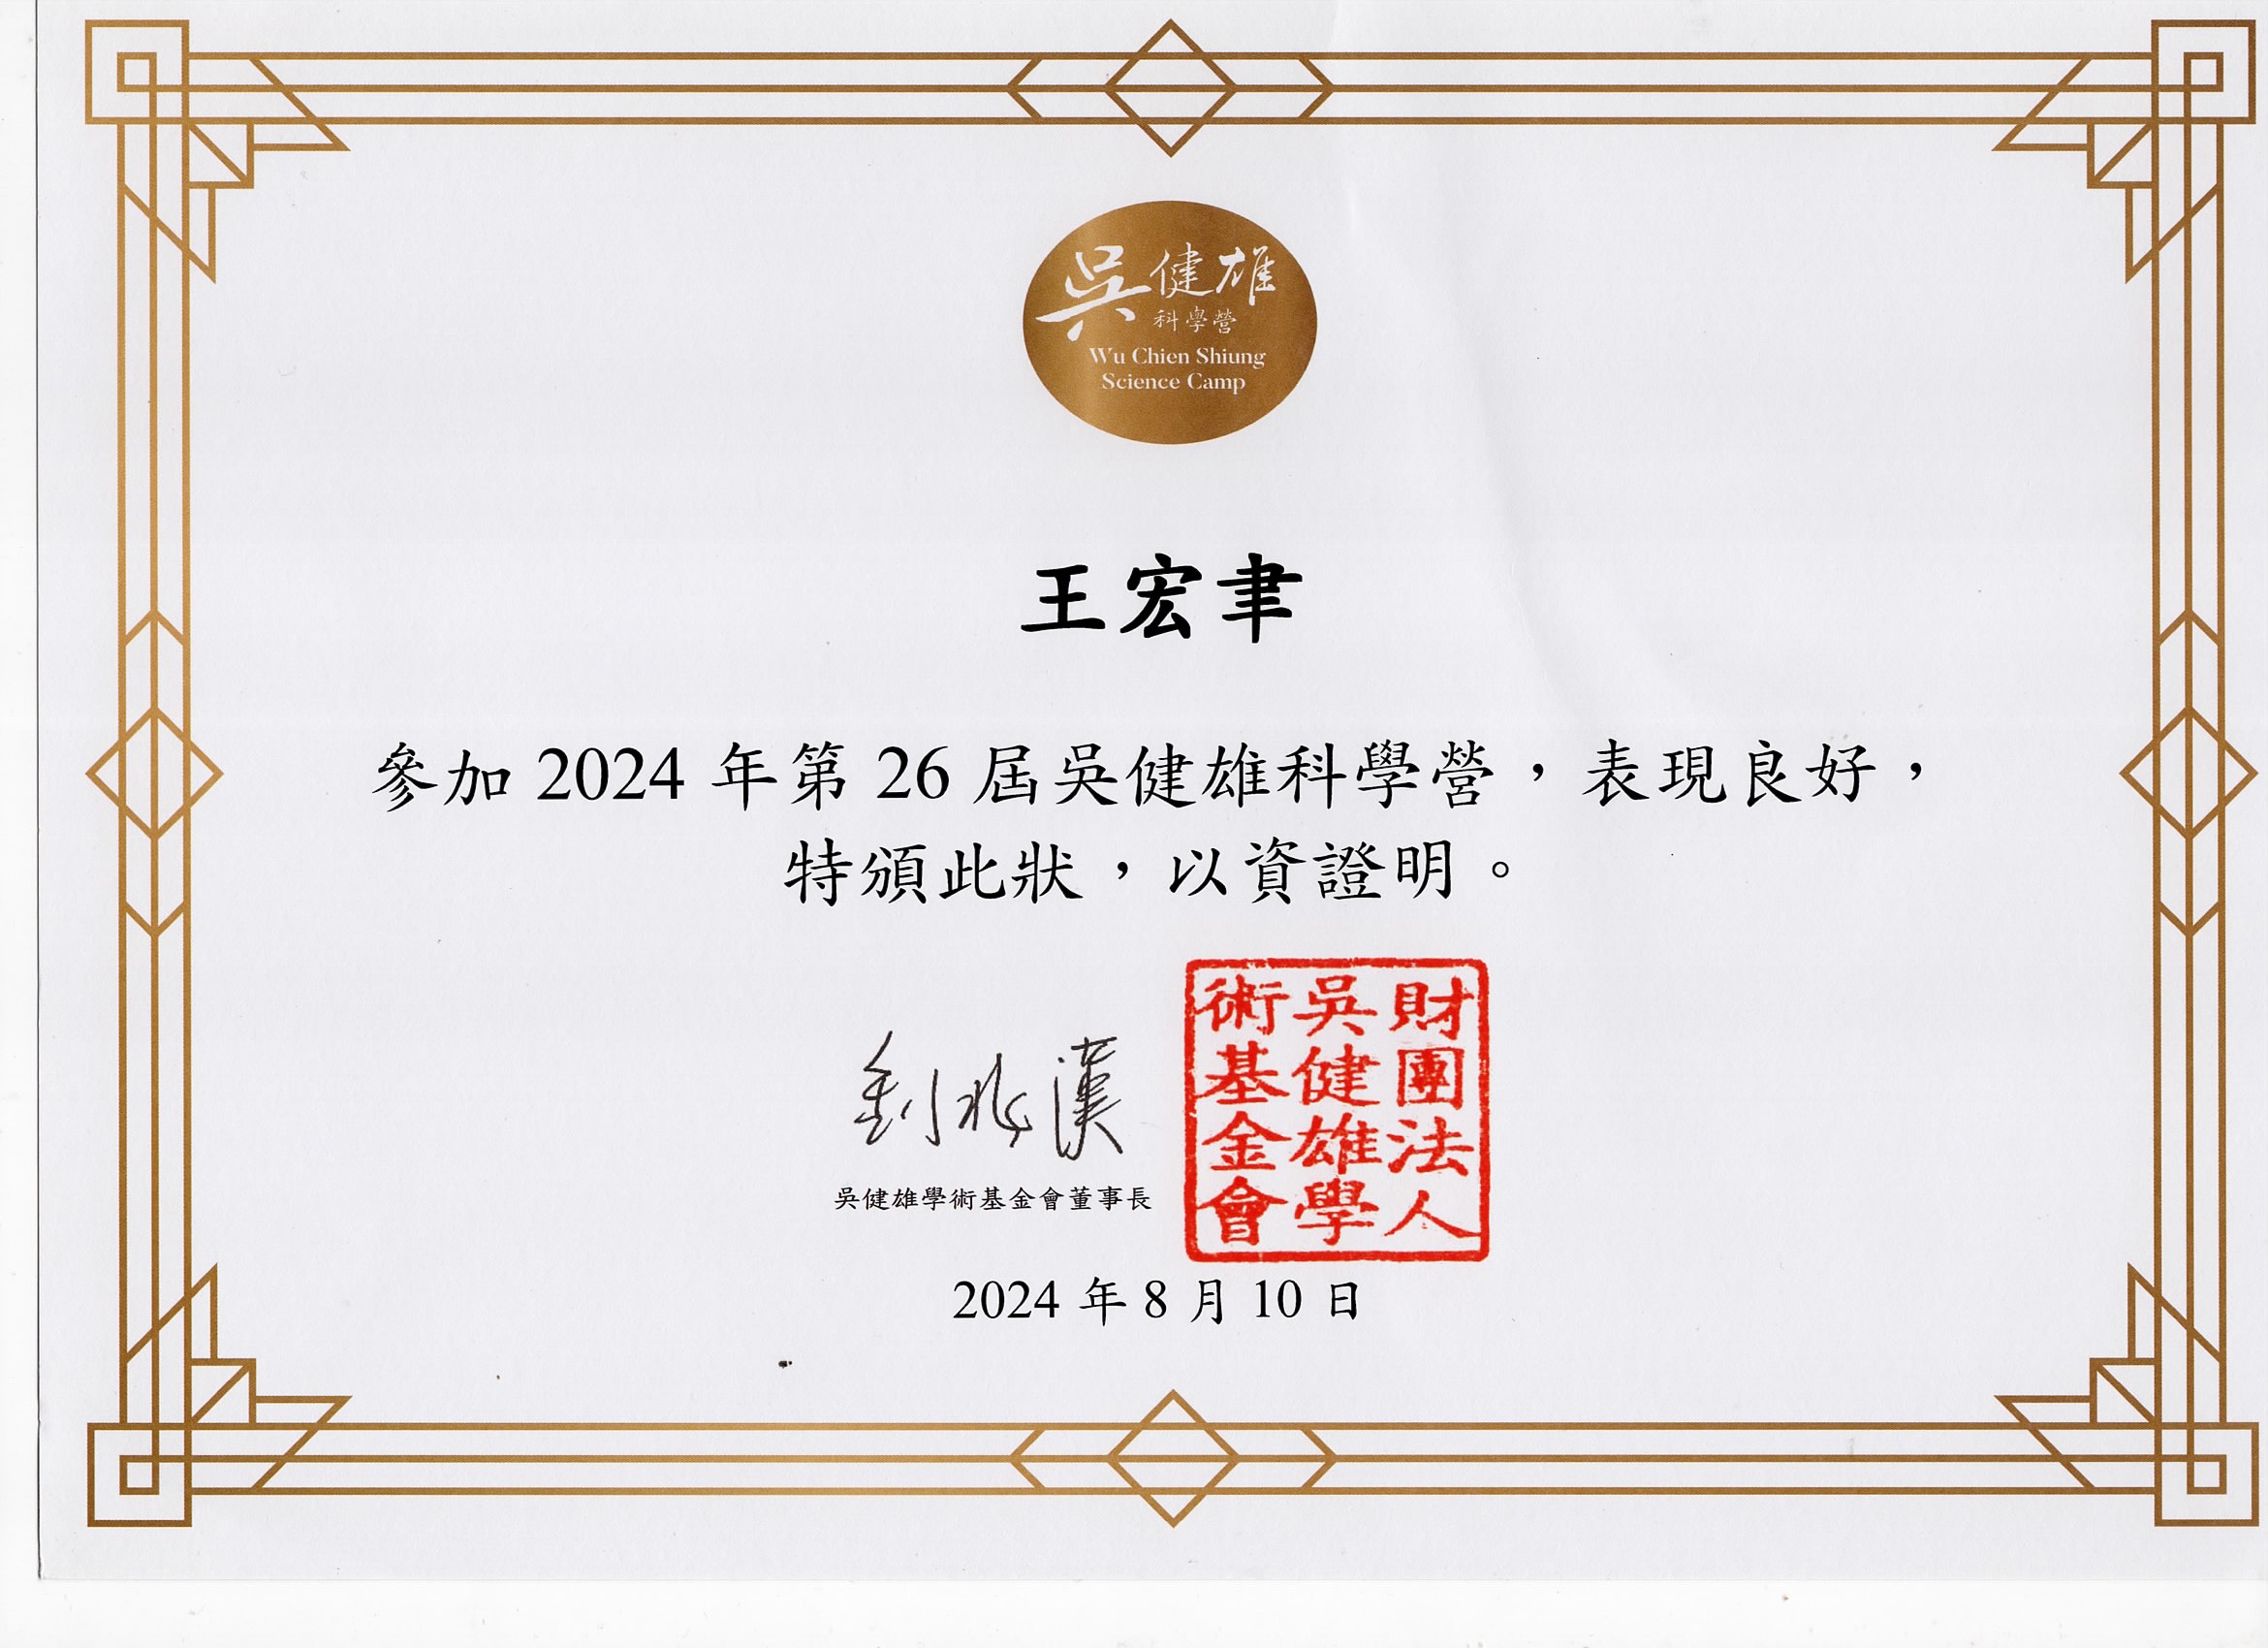 吳健雄
科學營
Wu Chien Shiung
Science Camp
王宏聿
參加 2024 年第 26 屆吳健雄科學營，表現良好，
特頒此狀，以資證明。
劉兆漢
吳健雄學術基金會董事長
財團法人
吳健雄學
術基金會
2024 年 8 月 10 日